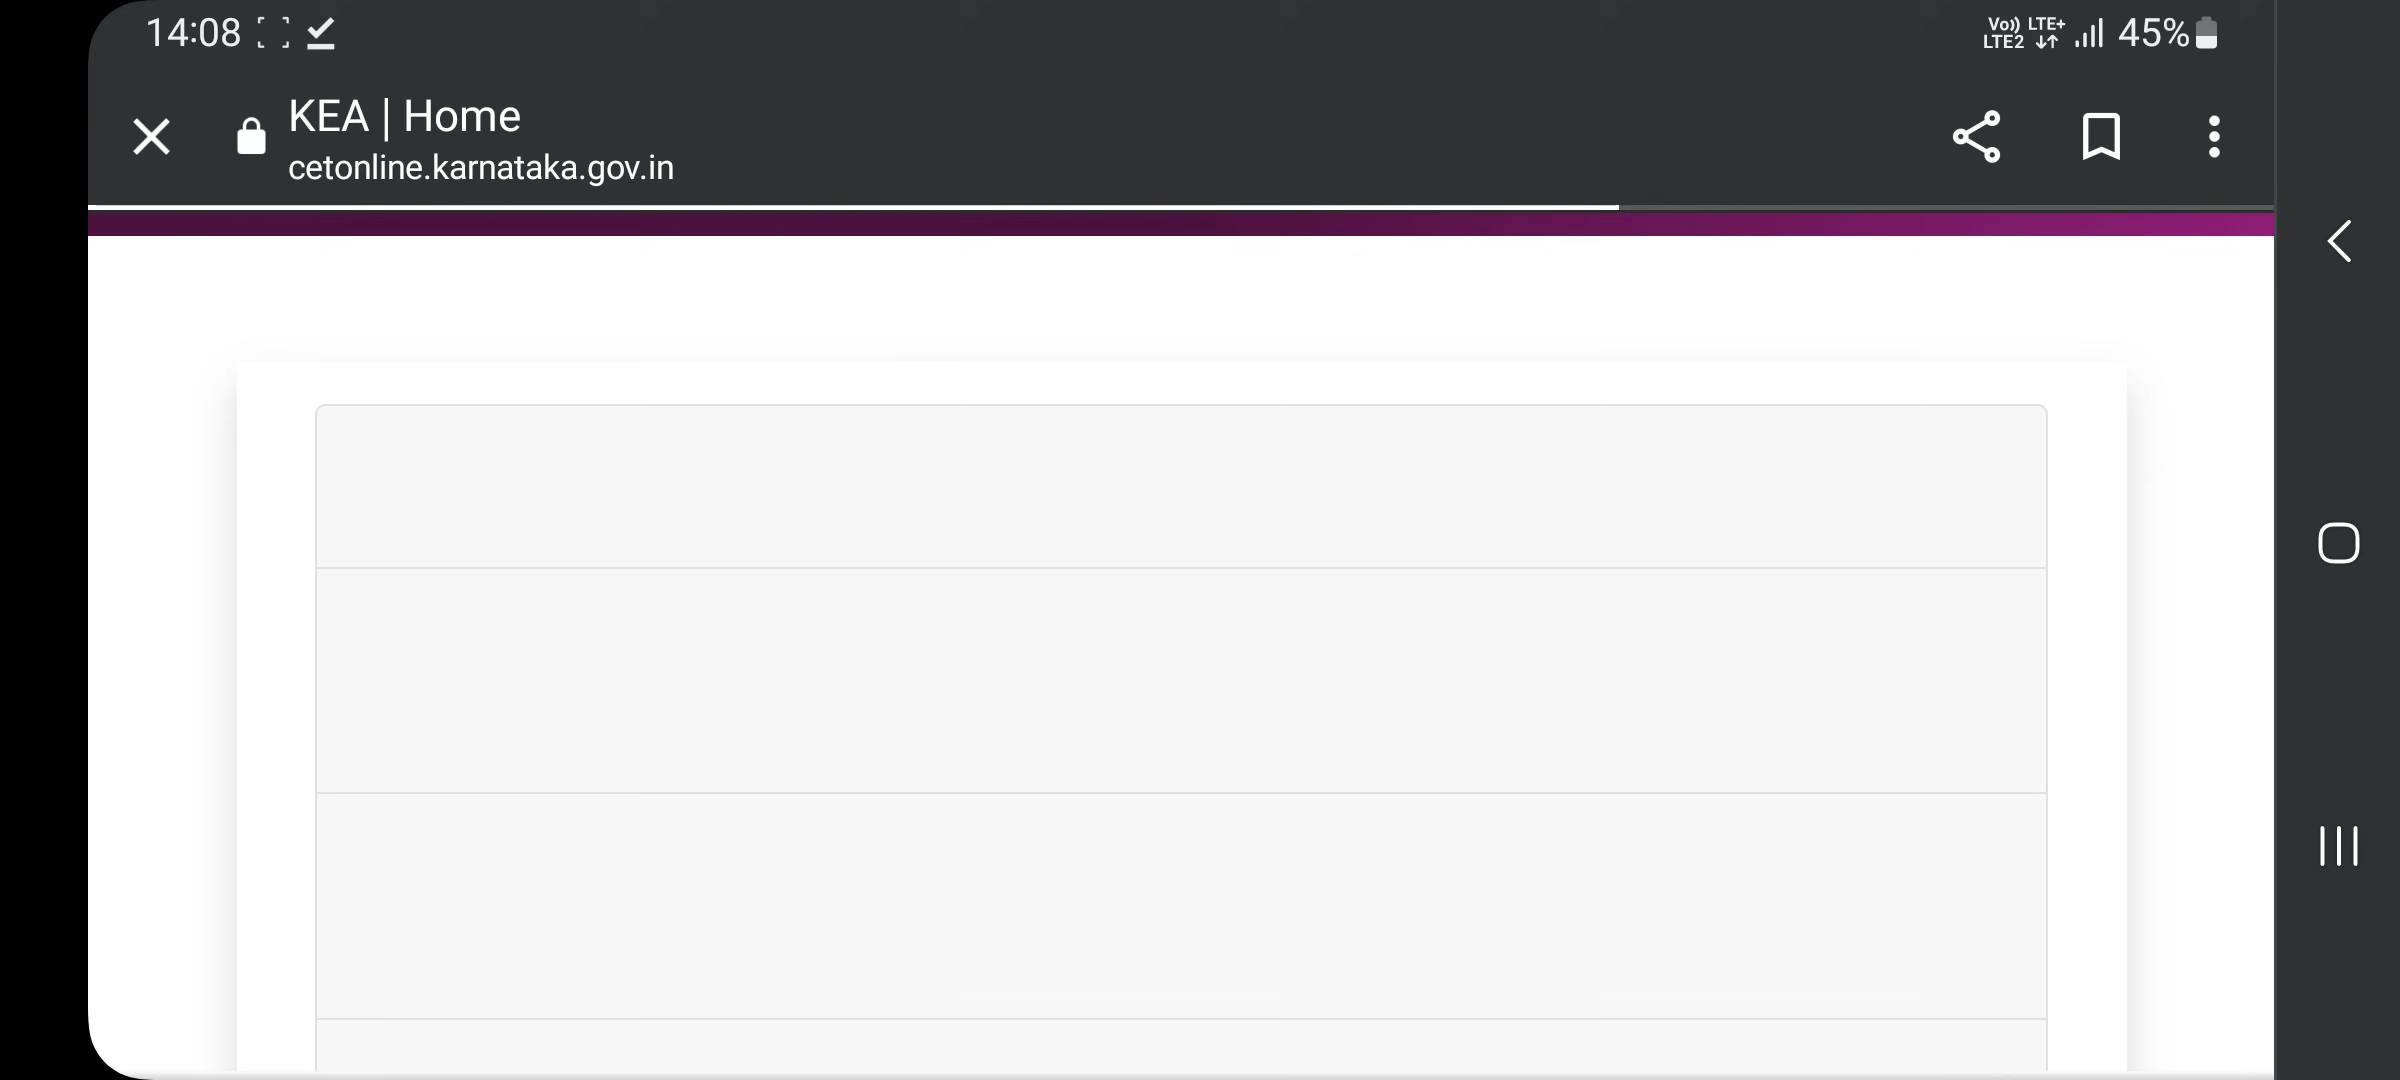 14:08
Vo)) LTE+
LTE2
45%
KEA | Home
cetonline.karnataka.gov.in